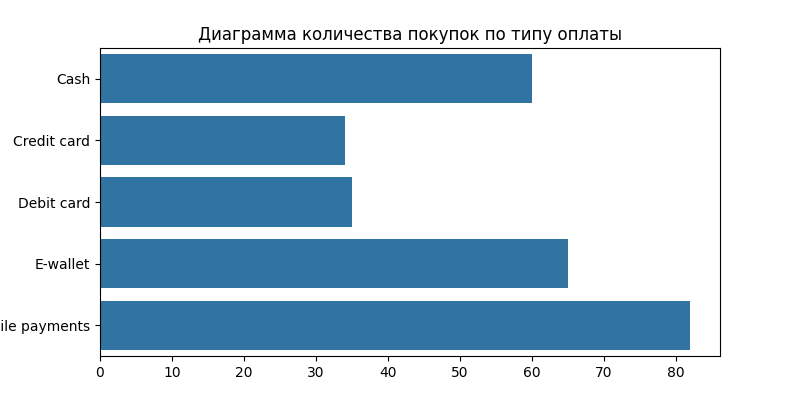 Диаграмма количества покупок по типу оплаты
Cash
Credit card
Debit card
E-wallet
ile payments
0 10 20 30 40 50 60 70 80